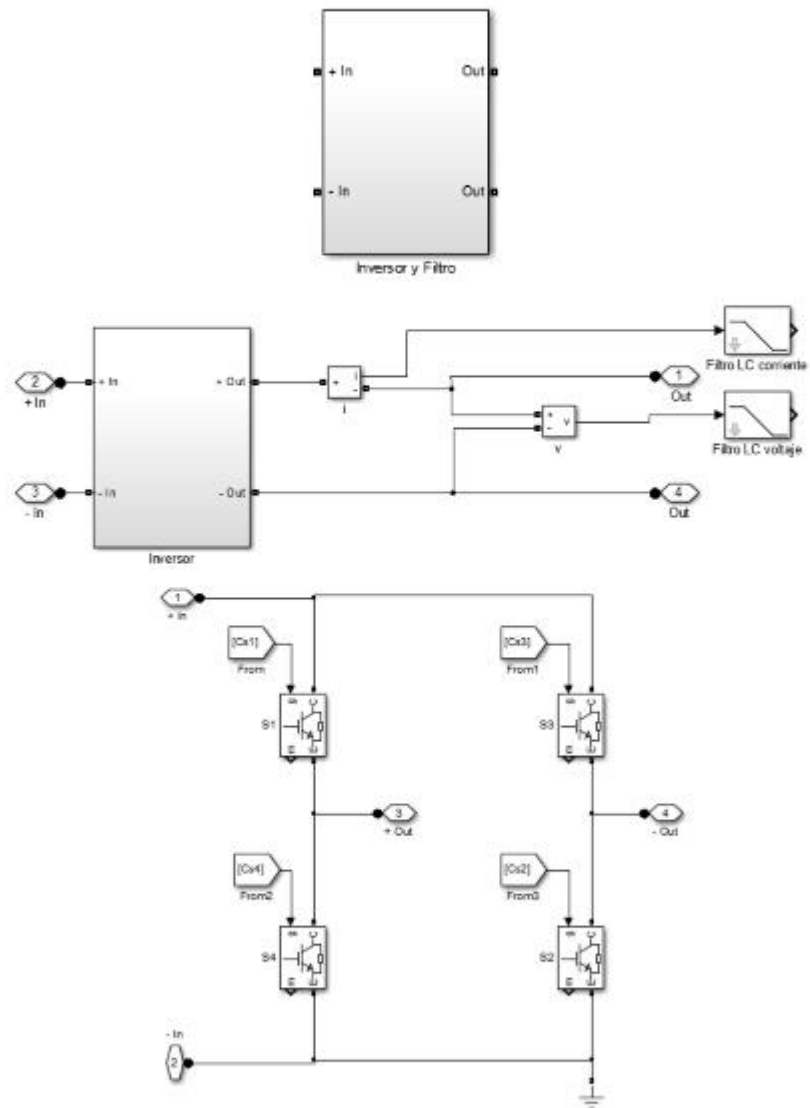 + In
Out
- In
Out
Inversor y Filtro
2
+ In
3
- In
+ In
+ Out
- In
- Out
Inversor
+
i
-
i
1
Out
+
-
v
v
4
Out
Filtro LC corriente
Filtro LC voltaje
1
+ In
[Cs1]
From
[Cs3]
From1
S1
g
C
m
E
S3
g
C
m
E
3
+ Out
4
- Out
[Cs4]
From2
[Cs2]
From3
S4
g
C
m
E
S2
g
C
m
E
- In
2